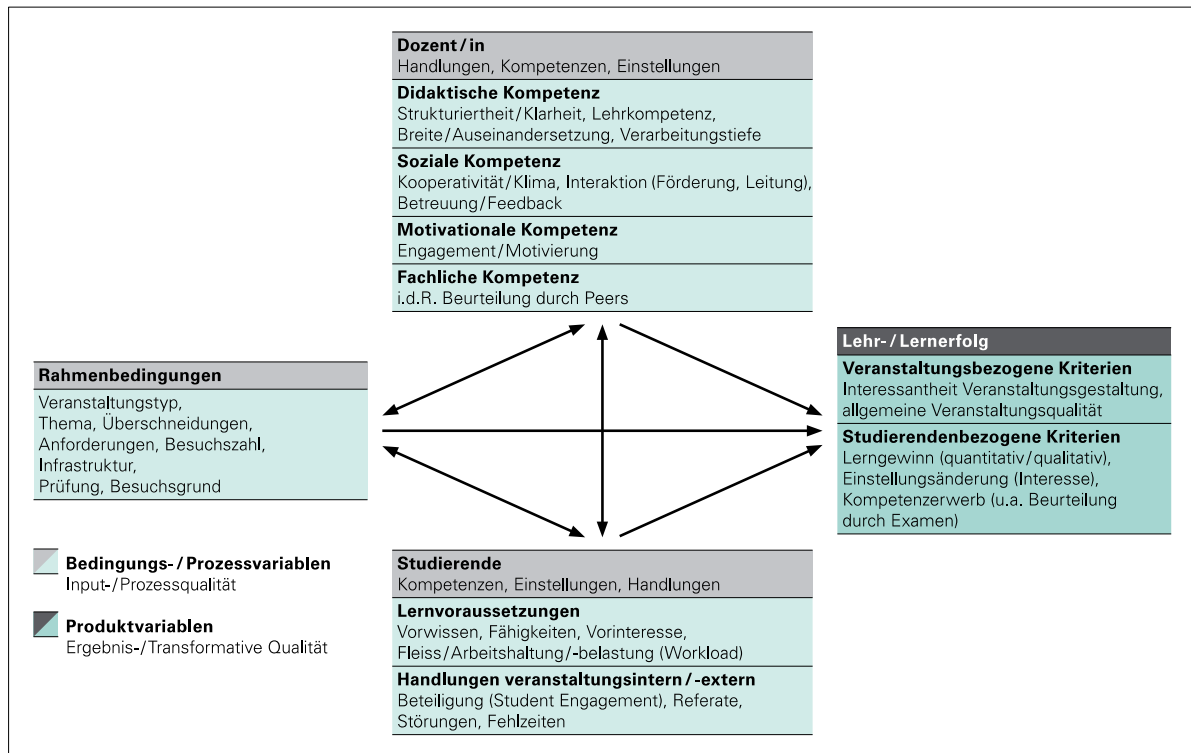 Dozent/in
Handlungen, Kompetenzen, Einstellungen
Didaktische Kompetenz
Strukturiertheit/Klarheit, Lehrkompetenz,
Breite/Auseinandersetzung, Verarbeitungstiefe
Soziale Kompetenz
Kooperativität/Klima, Interaktion (Förderung, Leitung),
Betreuung/Feedback
Motivationale Kompetenz
Engagement/Motivierung
Fachliche Kompetenz
i.d.R. Beurteilung durch Peers
Rahmenbedingungen
Veranstaltungstyp,
Thema, Überschneidungen,
Anforderungen, Besuchszahl,
Infrastruktur,
Prüfung, Besuchsgrund
Lehr-/Lernerfolg
Veranstaltungsbezogene Kriterien
Interessantheit Veranstaltungsgestaltung,
allgemeine Veranstaltungsqualität
Studierendenbezogene Kriterien
Lerngewinn (quantitativ/qualitativ),
Einstellungsänderung (Interesse),
Kompetenzerwerb (u.a. Beurteilung
durch Examen)
Studierende
Kompetenzen, Einstellungen, Handlungen
Lernvoraussetzungen
Vorwissen, Fähigkeiten, Vorinteresse,
Fleiss/Arbeitshaltung/-belastung (Workload)
Handlungen veranstaltungsintern/-extern
Beteiligung (Student Engagement), Referate,
Störungen, Fehlzeiten
Bedingungs-/Prozessvariablen
Input-/Prozessqualität
Produktvariablen
Ergebnis-/Transformative Qualität